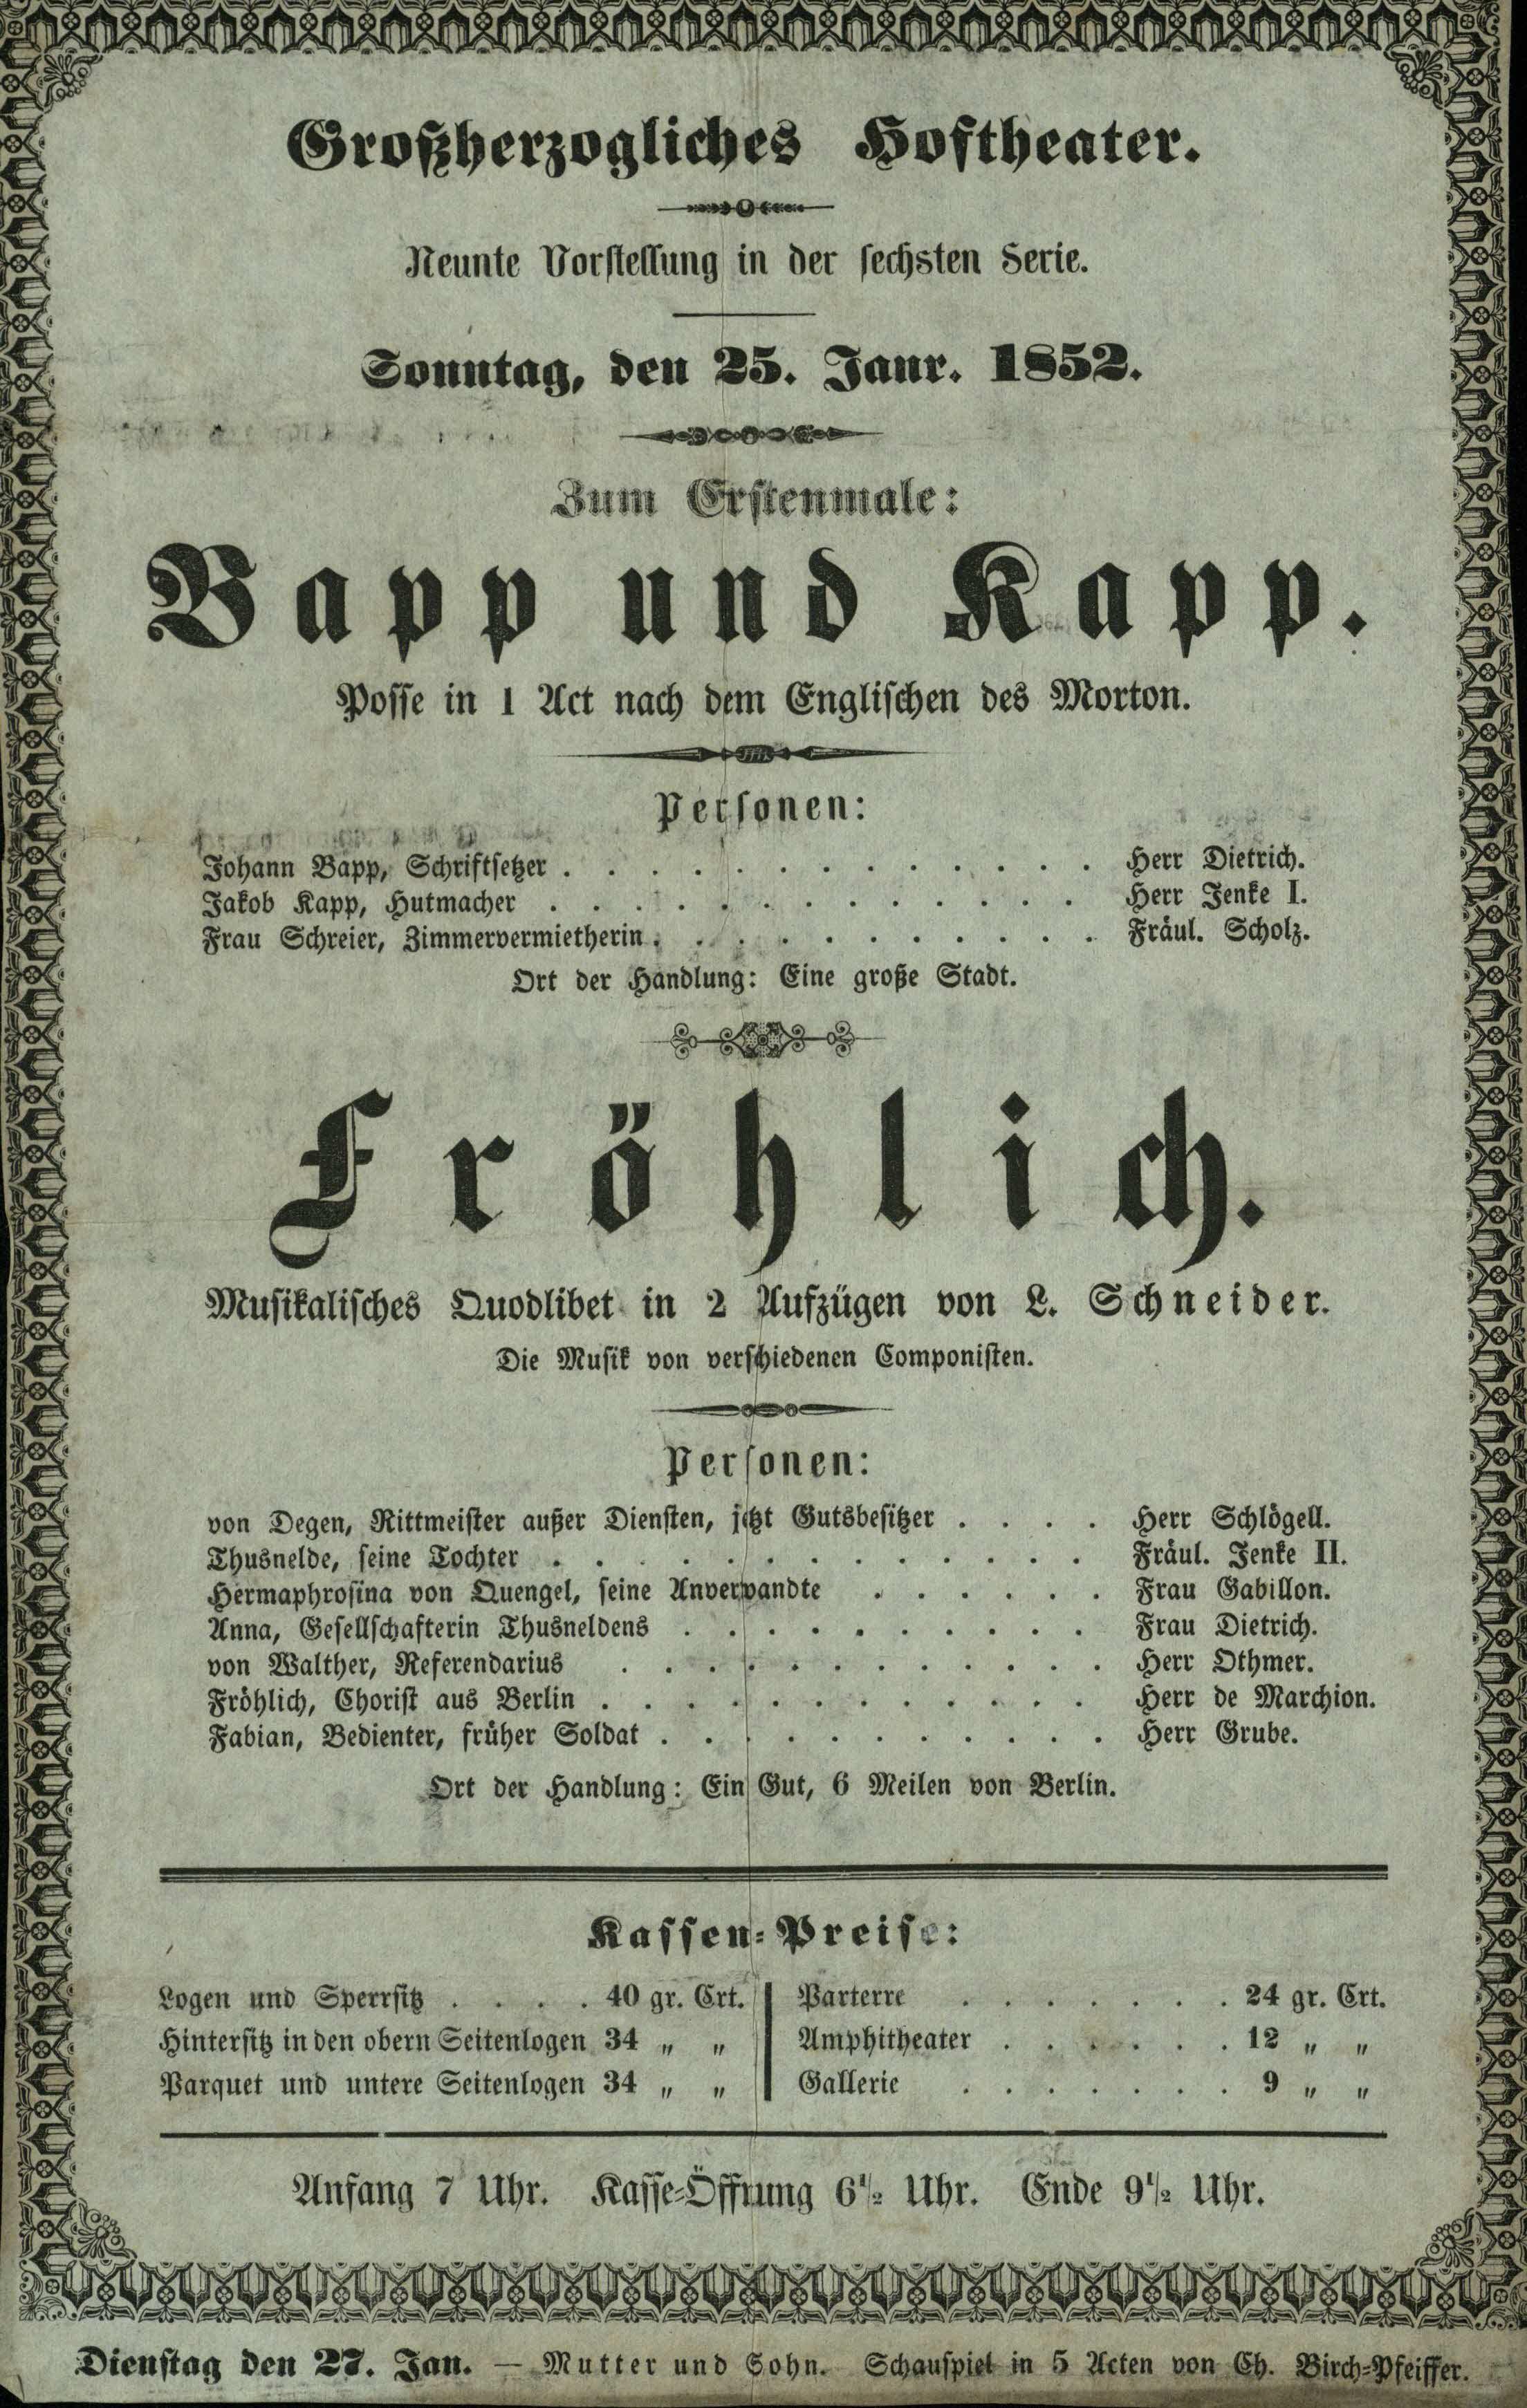 Großherzogliches Hoftheater.
Neunte Vorstellung in der sechsten Serie.
Sonntag, den 25. Janr. 1852.
Zum Erstenmale:
Bapp und Kapp.
Posse in 1 Act nach dem Englischen des Morton.
Personen:
Johann Bapp, Schriftsetzer . . . . . . . . . . . . . Herr Dietrich.
Jakob Kapp, Hutmacher . . . . . . . . . . . . . Herr Jenke I.
Frau Schreier, Zimmervermietherin . . . . . . . . . . . Fräul. Scholz.
Ort der Handlung: Eine große Stadt.
Fröhlich.
Musikalisches Quodlibet in 2 Aufzügen von L. Schneider.
Die Musik von verschiedenen Componisten.
Personen:
von Degen, Rittmeister außer Diensten, jetzt Gutsbesitzer . . . . Herr Schlögell.
Thusnelde, seine Tochter . . . . . . . . . . . . . Fräul. Jenke II.
Hermaphrosina von Quengel, seine Anverwandte . . . . . . Frau Gabillon.
Anna, Gesellschafterin Thusneldens . . . . . . . . . . Frau Dietrich.
von Walther, Referendarius . . . . . . . . . . . . Herr Othmer.
Fröhlich, Chorist aus Berlin . . . . . . . . . . . . Herr de Marchion.
Fabian, Bedienter, früher Soldat . . . . . . . . . . . Herr Grube.
Ort der Handlung: Ein Gut, 6 Meilen von Berlin.
Kassen-Preise:
Logen und Sperrsitz . . . . 40 gr. Crt.
Hintersitz in den obern Seitenlogen 34 „ „
Parquet und untere Seitenlogen 34 „ „
Parterre . . . . . . . 24 gr. Crt.
Amphitheater . . . . . . 12 „ „
Gallerie . . . . . . . 9 „ „
Anfang 7 Uhr. Kasse-Öffnung 6 1/2 Uhr. Ende 9 1/2 Uhr.
Dienstag den 27. Jan. — Mutter und Sohn. Schauspiel in 5 Acten von Ch. Birch-Pfeiffer.